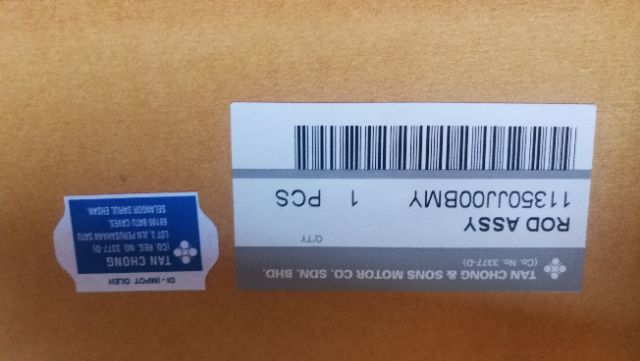 TAN CHONG & SONS MOTOR CO. SDN. BHD.
(Co. No. 3377-D)
Q'TY
ROD ASSY
11350J00BMY 1 PCS
DI - IMPOT OLEH
TAN CHONG
(CO. REG. NO. 3377-D)
LOT 3, JLN PERUSAHAAN SATU
68100 BATU CAVES,
SELANGOR DARUL EHSAN.